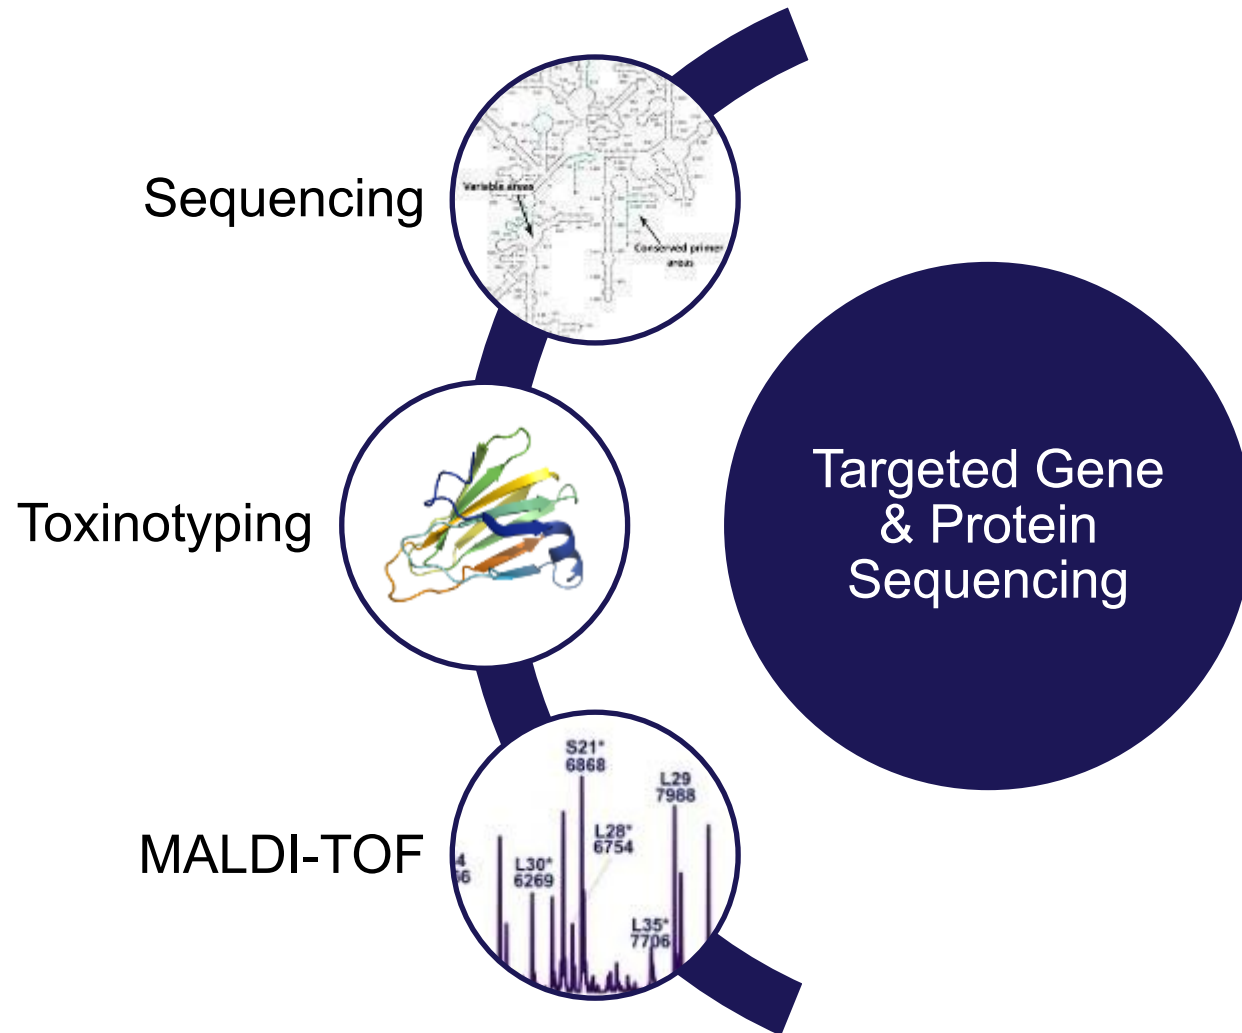 Sequencing
Variable areas
Conserved primer
areas
Toxinotyping
Targeted Gene
& Protein
Sequencing
MALDI-TOF
S21*
6868
L29
7988
L28*
6754
L30*
6269
L35*
7706